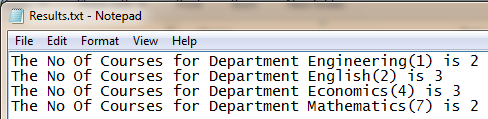 Results.txt - Notepad
File Edit Format View Help
The No Of Courses for Department Engineering(1) is 2
The No Of Courses for Department English(2) is 3
The No Of Courses for Department Economics(4) is 3
The No Of Courses for Department Mathematics(7) is 2